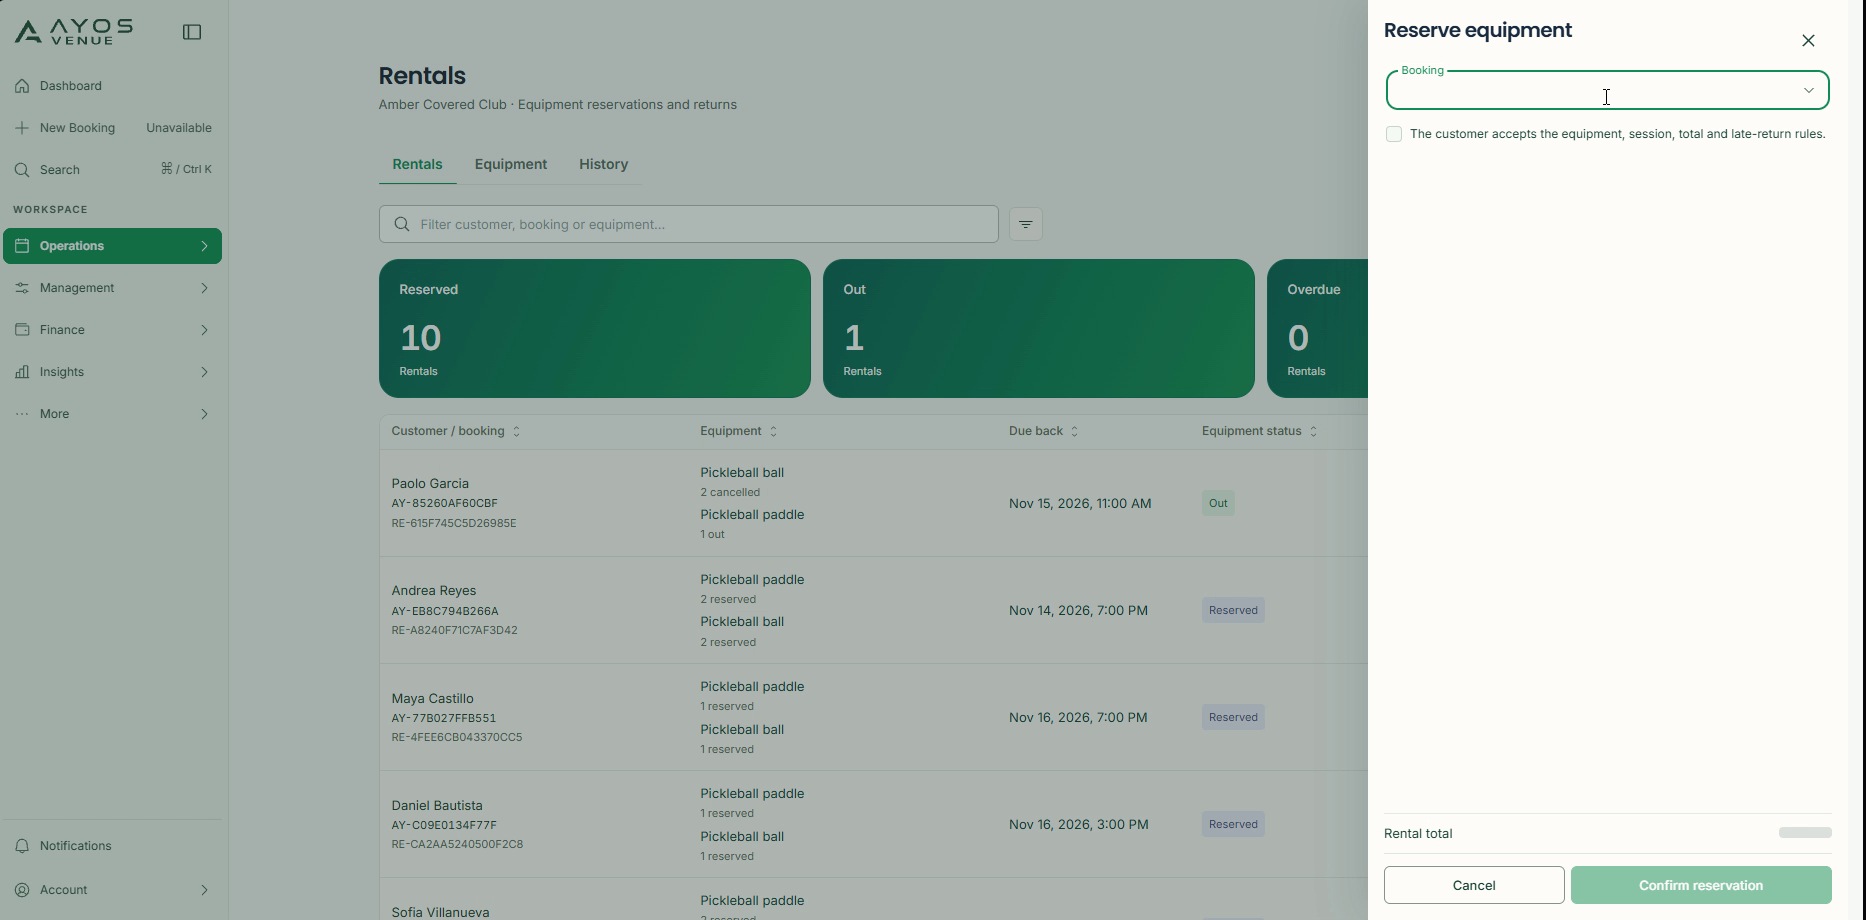 AYOS
VENUE
Dashboard
New Booking Unavailable
Search ⌘ / Ctrl K
WORKSPACE
Operations
Management
Finance
Insights
More
Notifications
Account
Rentals
Amber Covered Club · Equipment reservations and returns
Rentals Equipment History
Filter customer, booking or equipment...
Reserved
10
Rentals
Out
1
Rentals
Overdue
0
Rentals
Customer / booking Equipment Due back Equipment status
Paolo Garcia
AY-85260AF60CBF
RE-615F745C5D26985E
Pickleball ball
2 cancelled
Pickleball paddle
1 out
Nov 15, 2026, 11:00 AM
Out
Andrea Reyes
AY-EB8C794B266A
RE-A8240F71C7AF3D42
Pickleball paddle
2 reserved
Pickleball ball
2 reserved
Nov 14, 2026, 7:00 PM
Reserved
Maya Castillo
AY-77B027FFB551
RE-4FEE6CB043370CC5
Pickleball paddle
1 reserved
Pickleball ball
1 reserved
Nov 16, 2026, 7:00 PM
Reserved
Daniel Bautista
AY-C09E0134F77F
RE-CA2AA5240500F2C8
Pickleball paddle
1 reserved
Pickleball ball
1 reserved
Nov 16, 2026, 3:00 PM
Reserved
Sofia Villanueva
Pickleball paddle
2 reserved
Reserve equipment
Booking
The customer accepts the equipment, session, total and late-return rules.
Rental total
Cancel
Confirm reservation